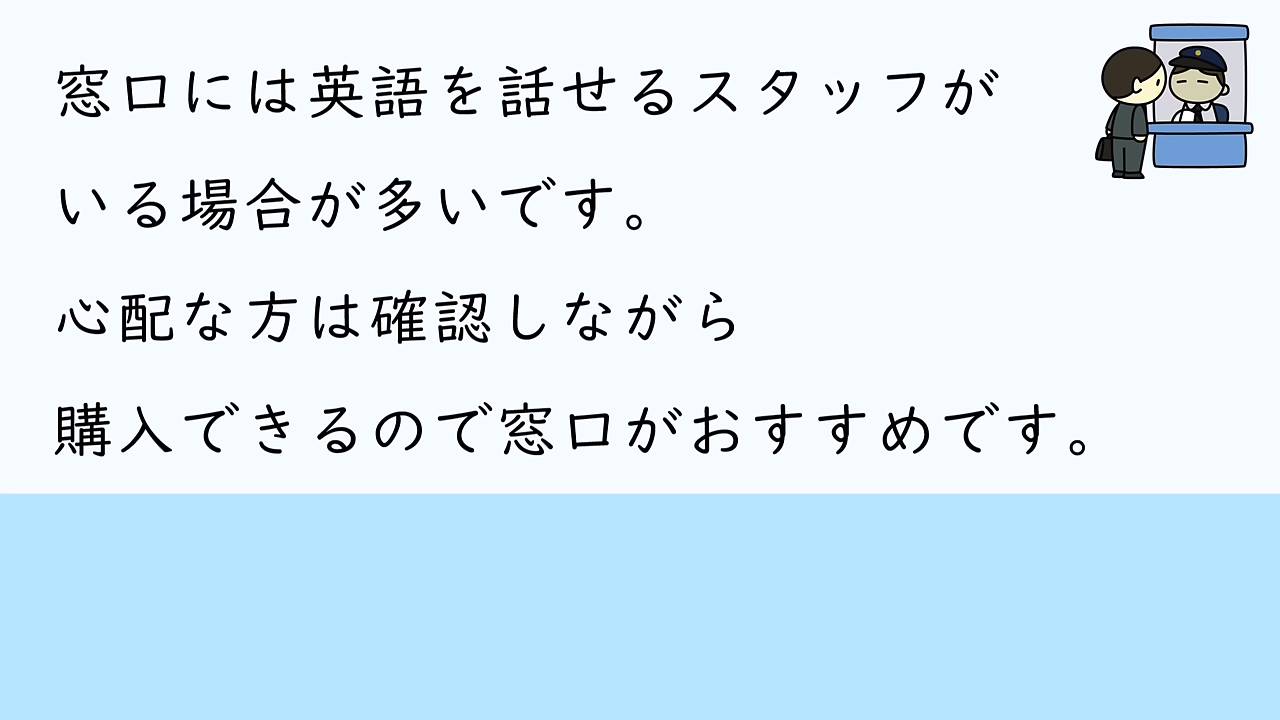 窓口には英語を話せるスタッフが
いる場合が多いです。
心配な方は確認しながら
購入できるので窓口がおすすめです。